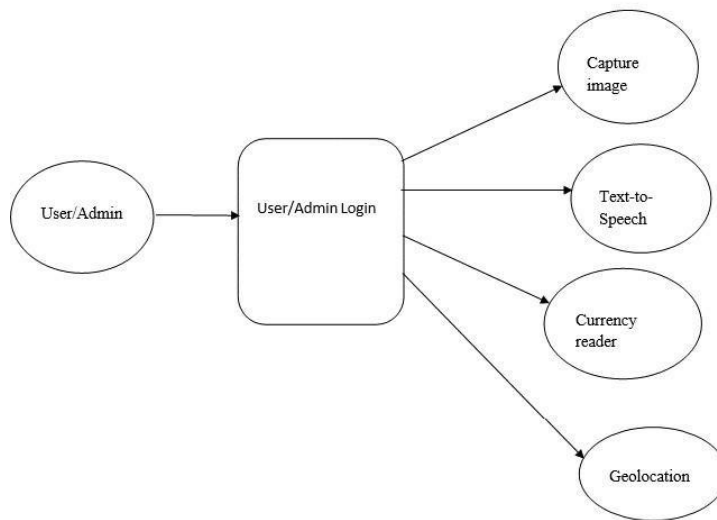 User/Admin
User/Admin Login
Capture
image
Text-to-
Speech
Currency
reader
Geolocation